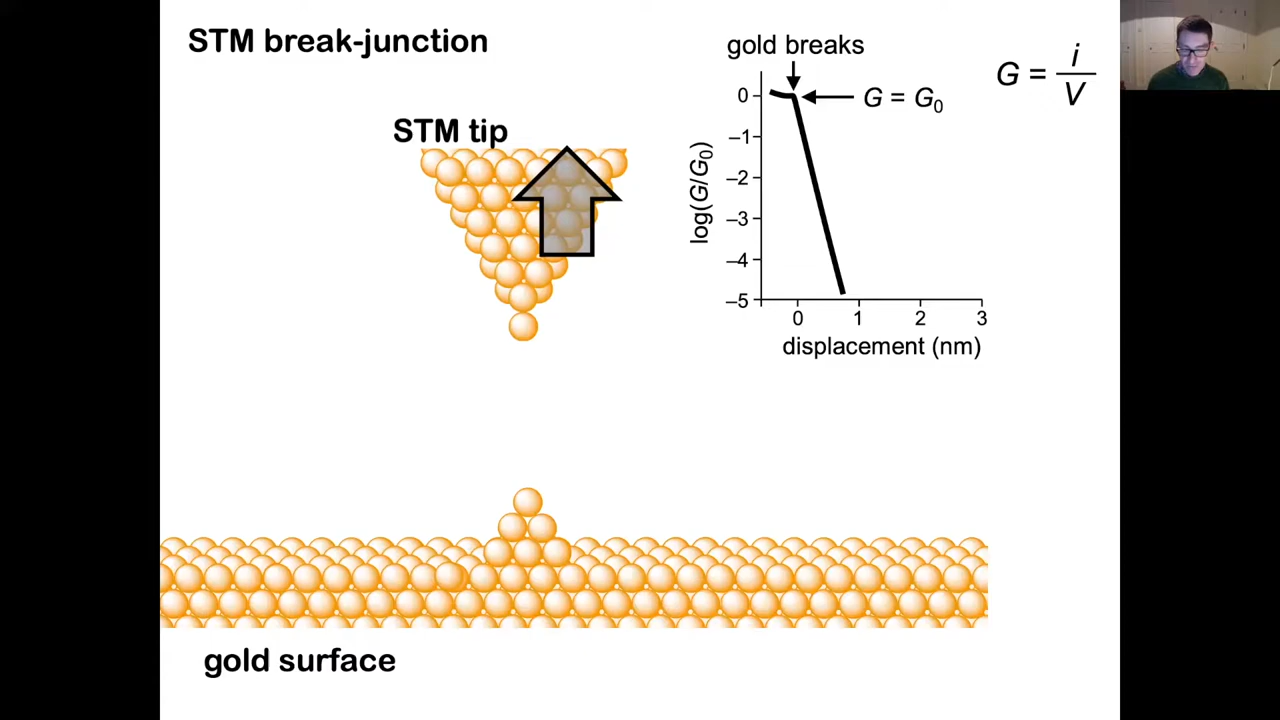 STM break-junction
STM tip
gold breaks
G = G₀
G = i/V
log(G/G₀)
0
–1
–2
–3
–4
–5
0 1 2 3
displacement (nm)
gold surface